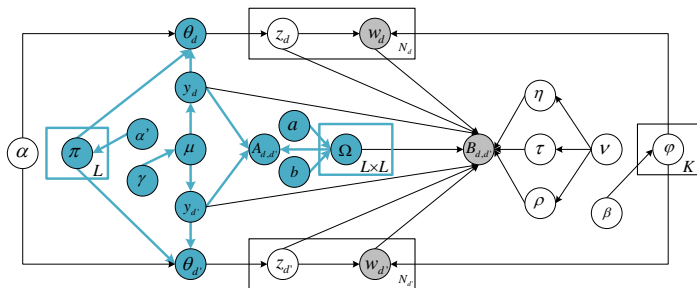 θ_d z_d w_d N_d
y_d a η
α π L α' μ A_{d,d'} Ω L×L B_{d,d'} τ ν φ K
γ b
y_{d'} ρ β
θ_{d'} z_{d'} w_{d'} N_{d'}